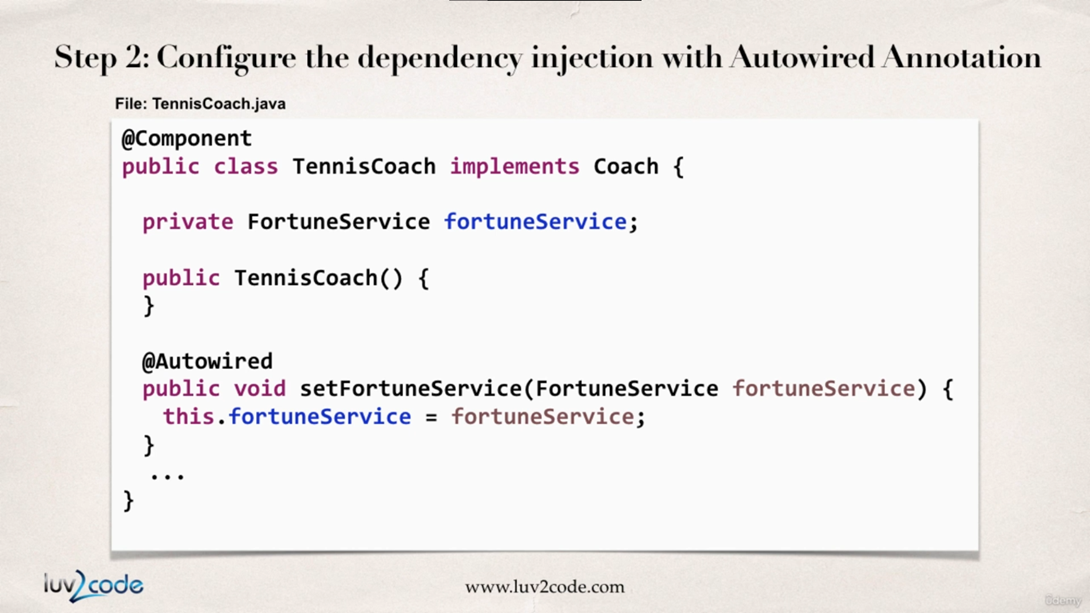 Step 2: Configure the dependency injection with Autowired Annotation
File: TennisCoach.java
@Component
public class TennisCoach implements Coach {
private FortuneService fortuneService;
public TennisCoach() {
}
@Autowired
public void setFortuneService(FortuneService fortuneService) {
this.fortuneService = fortuneService;
}
...
}
luv2code
www.luv2code.com
ûdemy